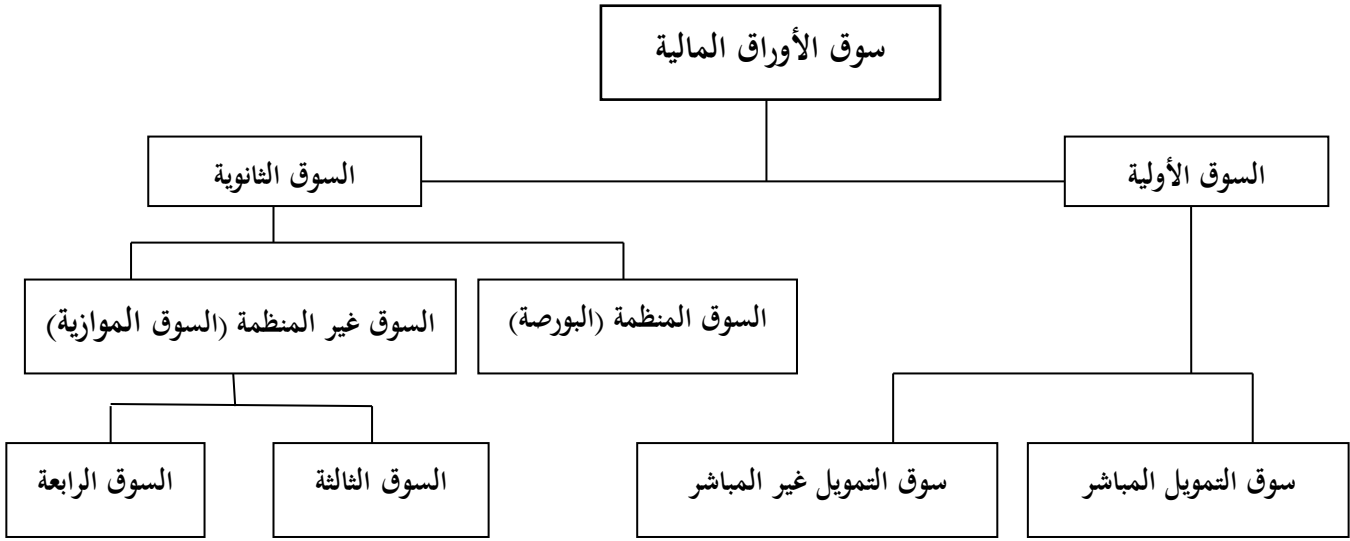 سوق الأوراق المالية
السوق الأولية
السوق الثانوية
السوق المنظمة (البورصة)
السوق غير المنظمة (السوق الموازية)
سوق التمويل المباشر
سوق التمويل غير المباشر
السوق الثالثة
السوق الرابعة